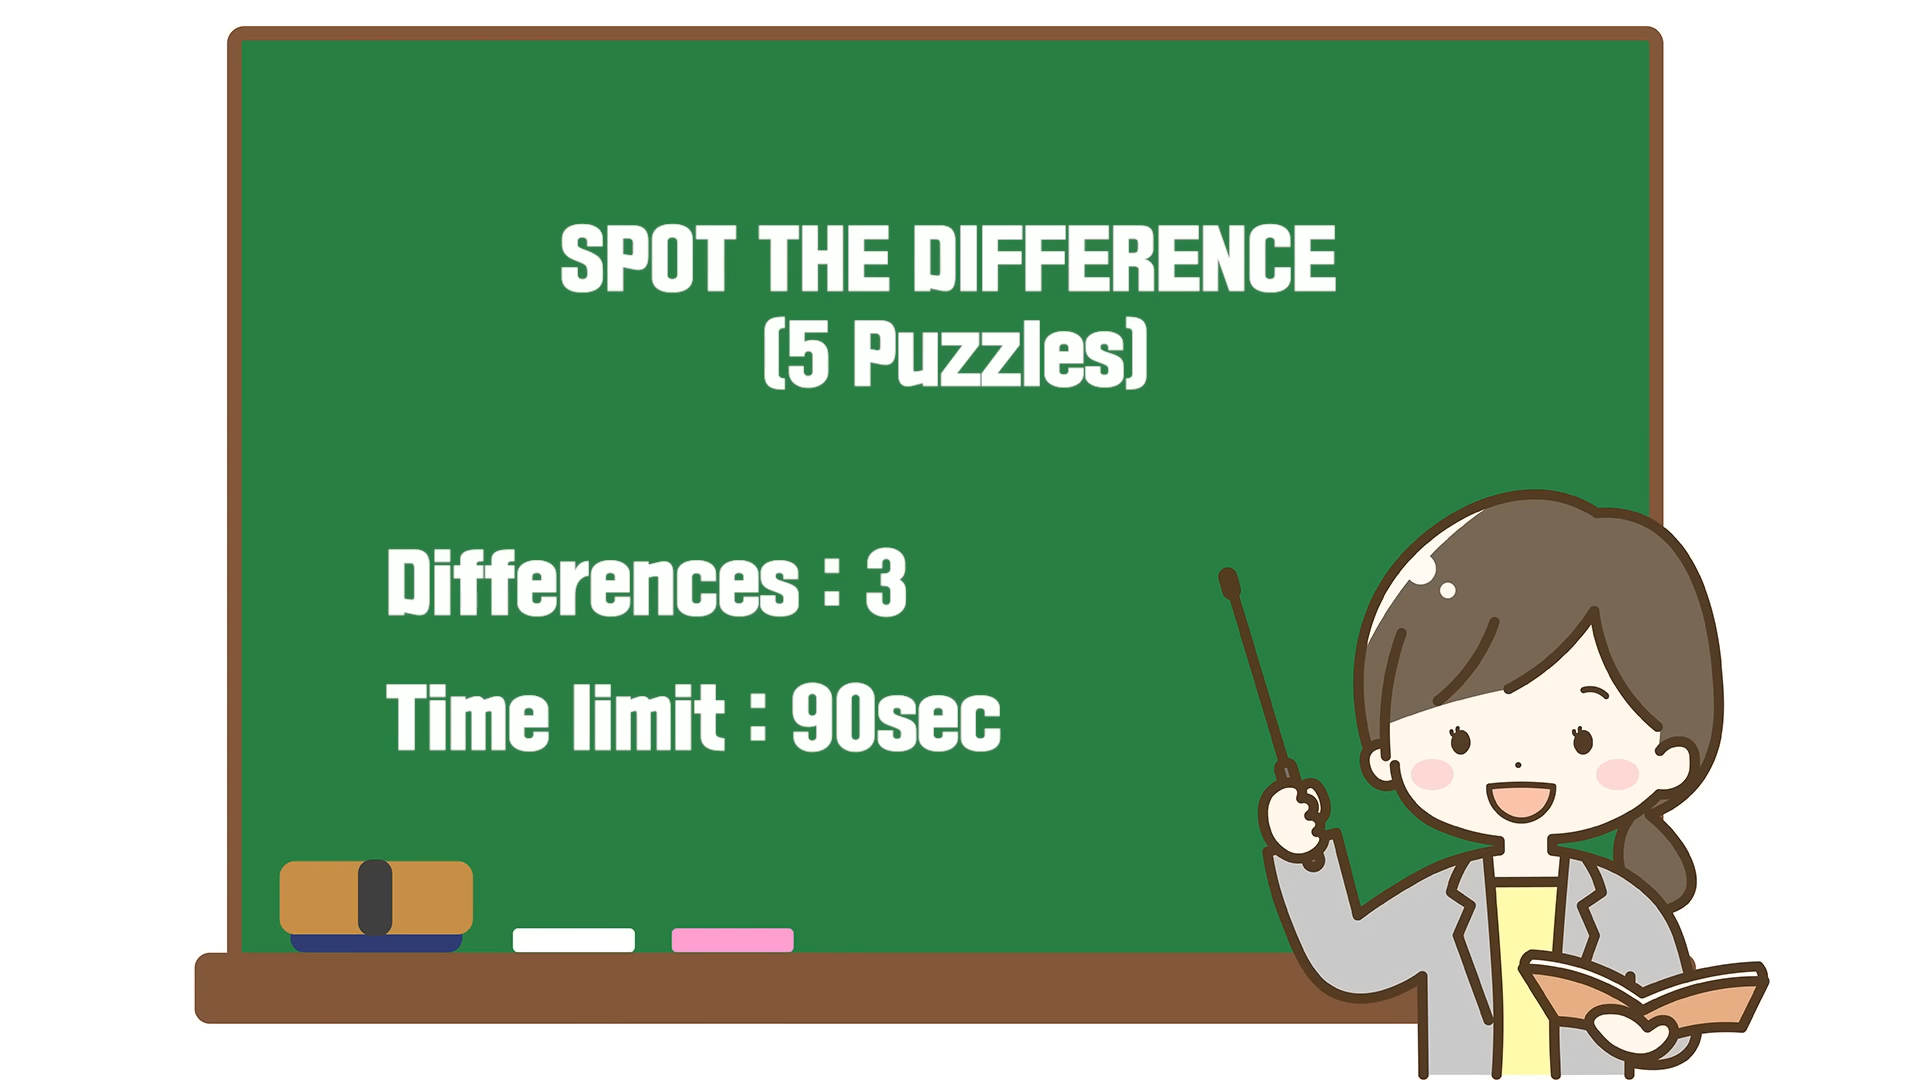 SPOT THE DIFFERENCE
(5 Puzzles)
Differences : 3
Time limit : 90sec